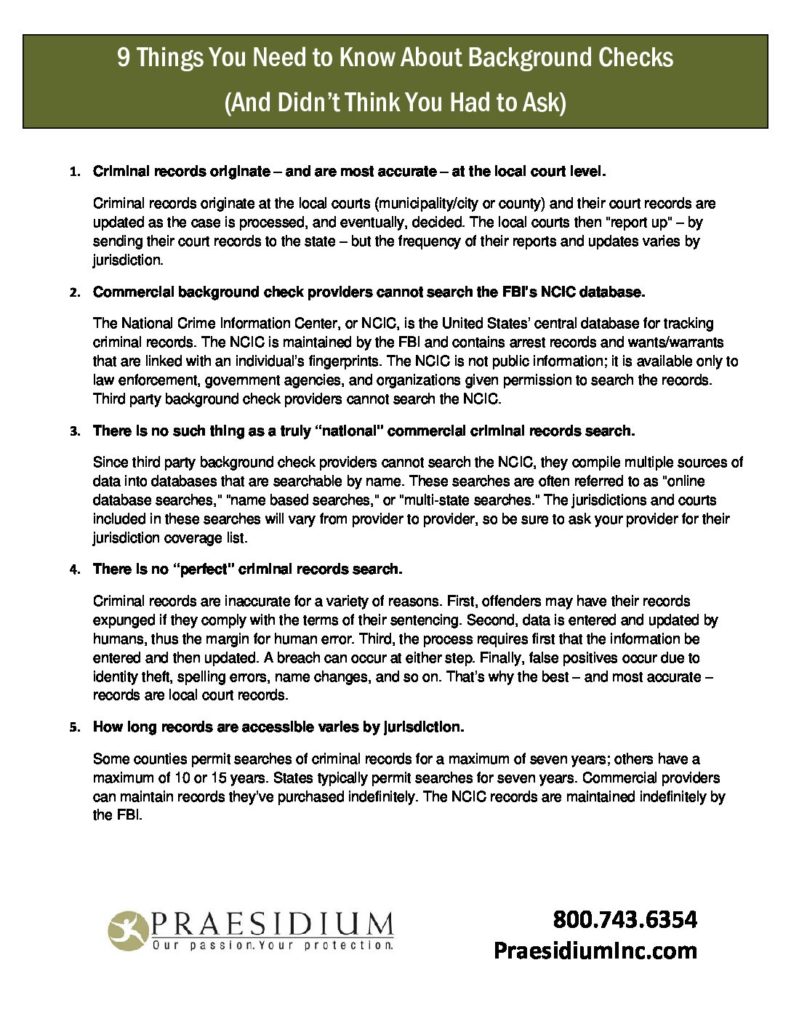 9 Things You Need to Know About Background Checks
(And Didn't Think You Had to Ask)
1. Criminal records originate – and are most accurate – at the local court level.
Criminal records originate at the local courts (municipality/city or county) and their court records are
updated as the case is processed, and eventually, decided. The local courts then "report up" – by
sending their court records to the state – but the frequency of their reports and updates varies by
jurisdiction.
2. Commercial background check providers cannot search the FBI's NCIC database.
The National Crime Information Center, or NCIC, is the United States' central database for tracking
criminal records. The NCIC is maintained by the FBI and contains arrest records and wants/warrants
that are linked with an individual's fingerprints. The NCIC is not public information; it is available only to
law enforcement, government agencies, and organizations given permission to search the records.
Third party background check providers cannot search the NCIC.
3. There is no such thing as a truly "national" commercial criminal records search.
Since third party background check providers cannot search the NCIC, they compile multiple sources of
data into databases that are searchable by name. These searches are often referred to as "online
database searches," "name based searches," or "multi-state searches." The jurisdictions and courts
included in these searches will vary from provider to provider, so be sure to ask your provider for their
jurisdiction coverage list.
4. There is no "perfect" criminal records search.
Criminal records are inaccurate for a variety of reasons. First, offenders may have their records
expunged if they comply with the terms of their sentencing. Second, data is entered and updated by
humans, thus the margin for human error. Third, the process requires first that the information be
entered and then updated. A breach can occur at either step. Finally, false positives occur due to
identity theft, spelling errors, name changes, and so on. That's why the best – and most accurate –
records are local court records.
5. How long records are accessible varies by jurisdiction.
Some counties permit searches of criminal records for a maximum of seven years; others have a
maximum of 10 or 15 years. States typically permit searches for seven years. Commercial providers
can maintain records they've purchased indefinitely. The NCIC records are maintained indefinitely by
the FBI.
PRAESIDIUM
Our passion. Your protection.
800.743.6354
PraesidiumInc.com